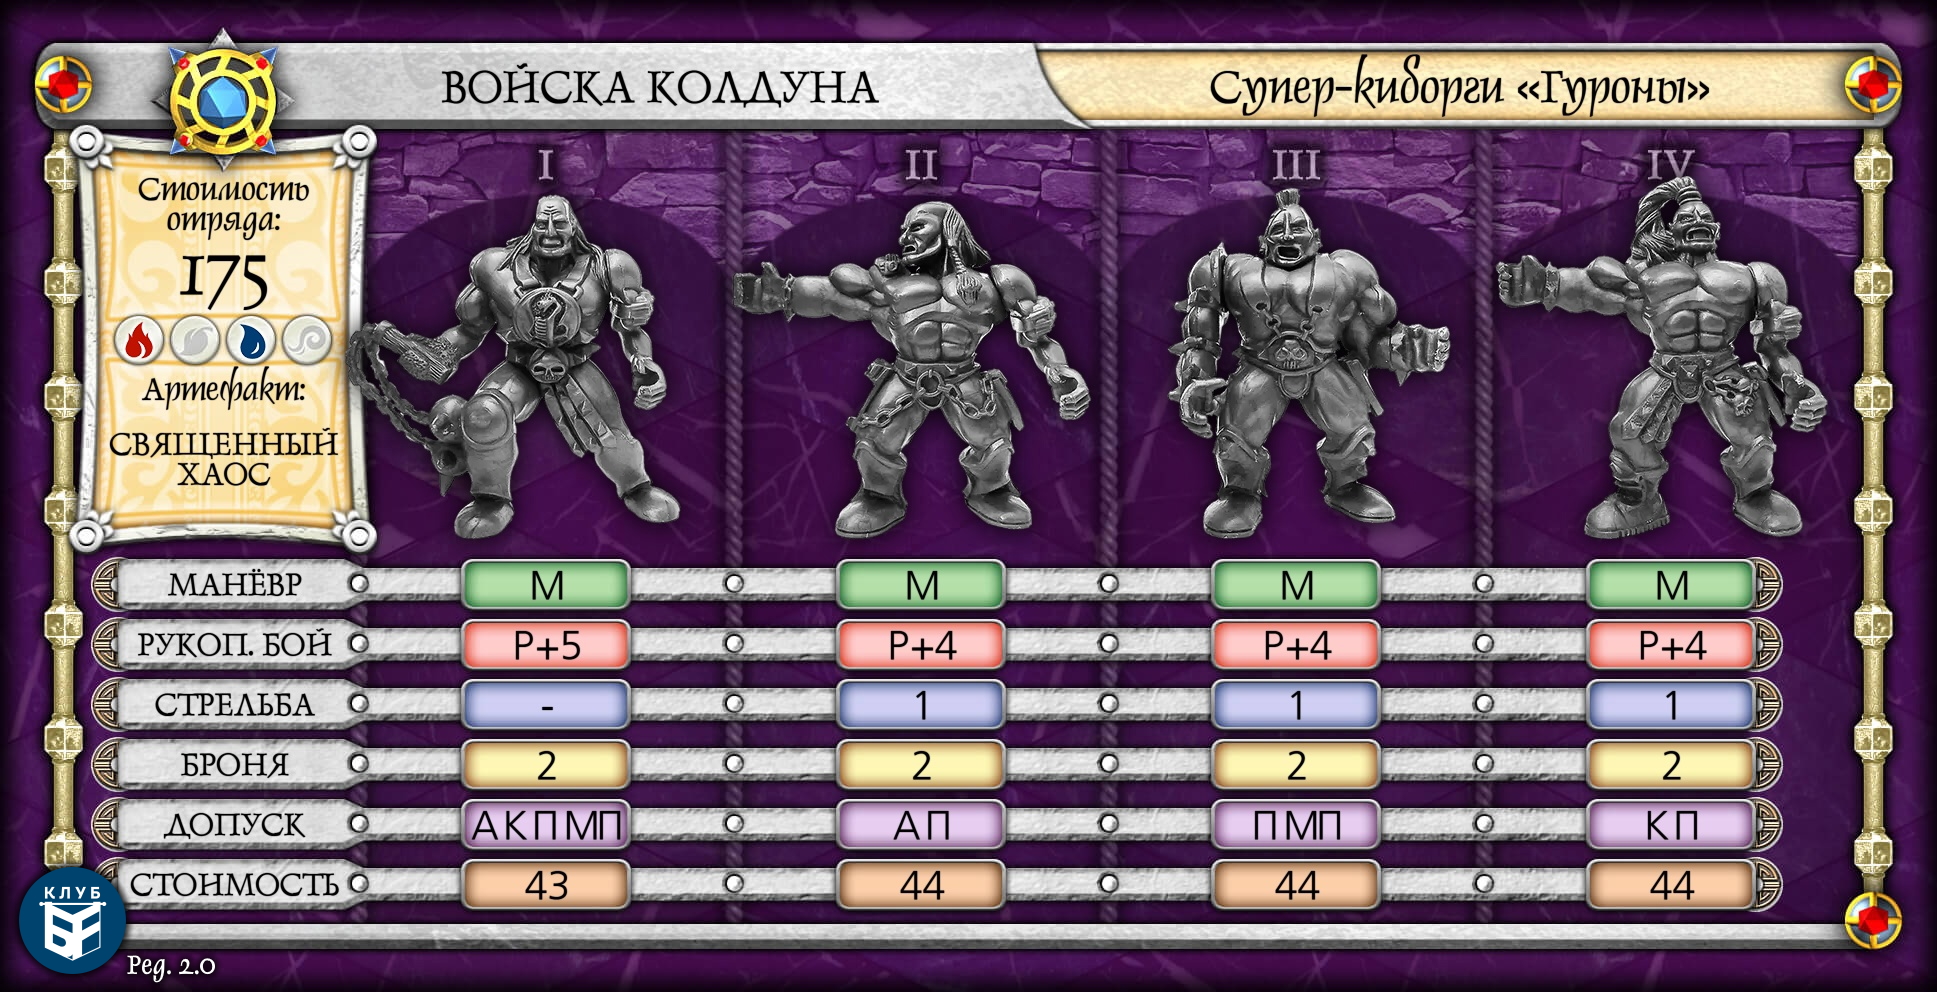 ВОЙСКА КОЛДУНА
Супер-киборги «Гуроны»
Стоимость
отряда:
175
Артефакт:
СВЯЩЕННЫЙ
ХАОС
I II III IV
МАНЁВР М М М М
РУКОП. БОЙ Р+5 Р+4 Р+4 Р+4
СТРЕЛЬБА - 1 1 1
БРОНЯ 2 2 2 2
ДОПУСК АКПМП АП ПМП КП
СТОИМОСТЬ 43 44 44 44
КЛУБ
БГ
Ред. 2.0